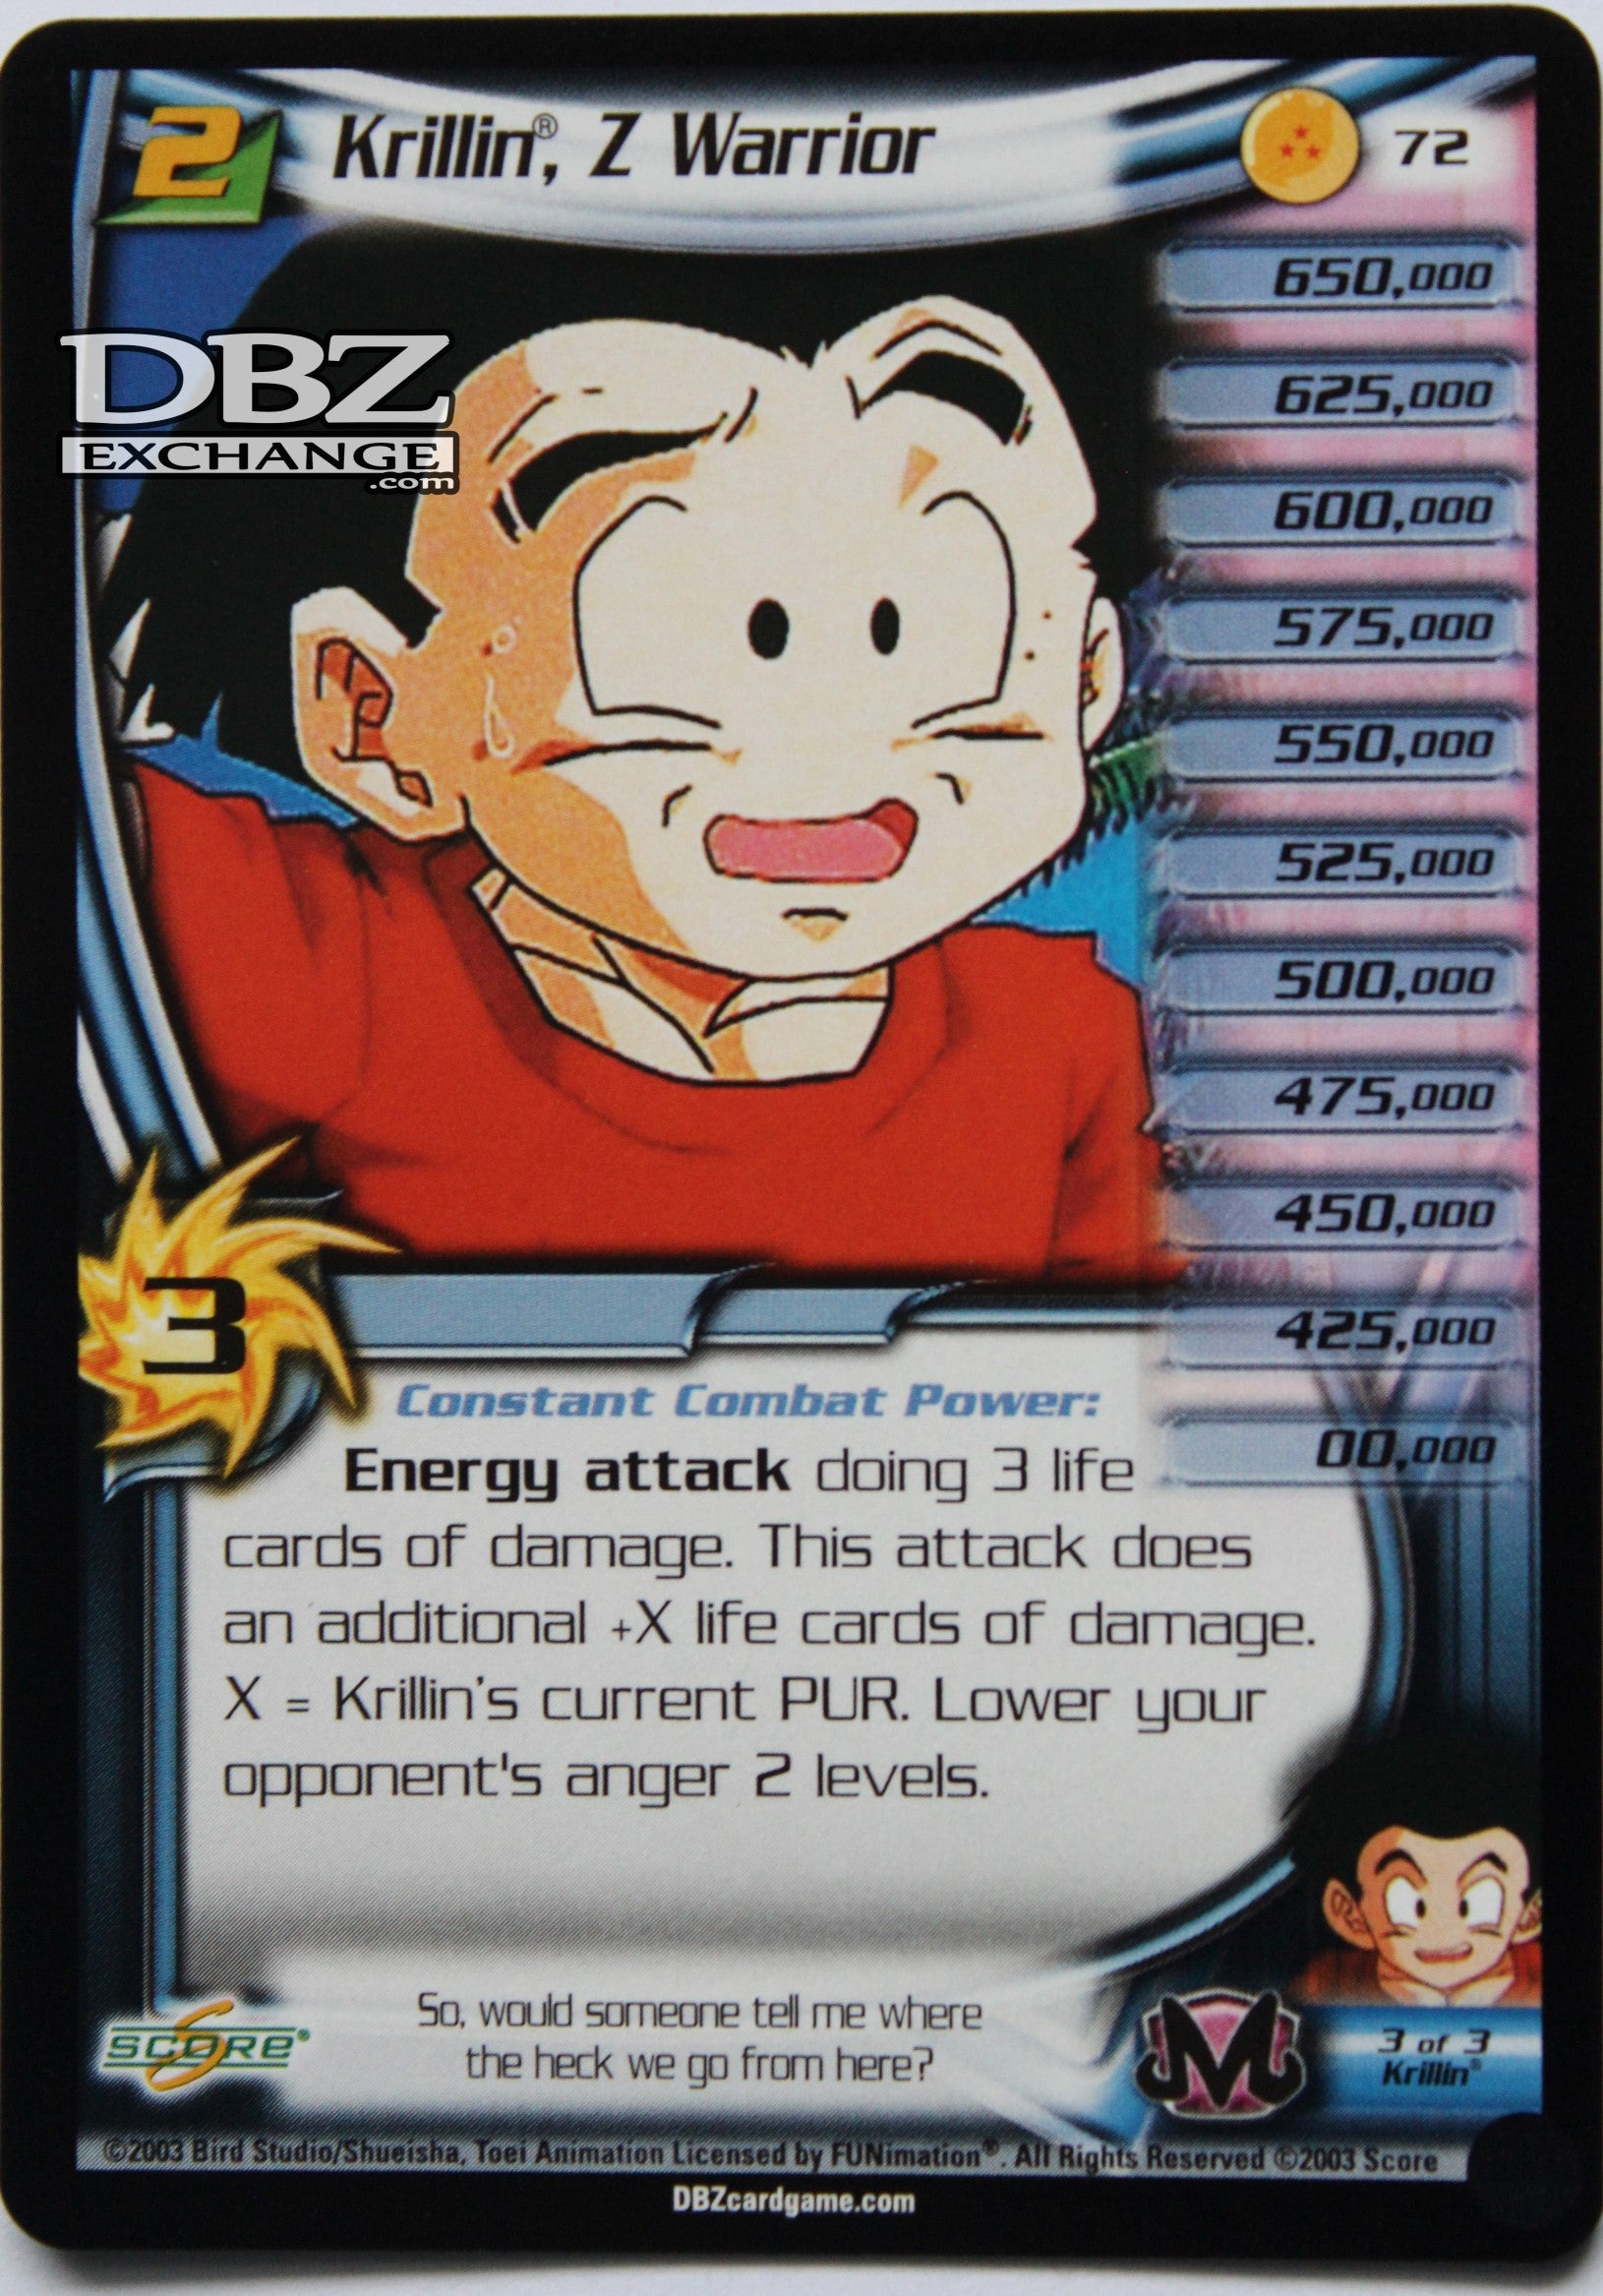 2 Krillin®, Z Warrior 72
650,000
DBZ
EXCHANGE
.com
625,000
600,000
575,000
550,000
525,000
500,000
475,000
450,000
425,000
00,000
3
Constant Combat Power:
Energy attack doing 3 life
cards of damage. This attack does
an additional +X life cards of damage.
X = Krillin's current PUR. Lower your
opponent's anger 2 levels.
So, would someone tell me where
the heck we go from here?
SCORE®
M
3 of 3
Krillin®
©2003 Bird Studio/Shueisha, Toei Animation Licensed by FUNimation®. All Rights Reserved ©2003 Score
DBZcardgame.com